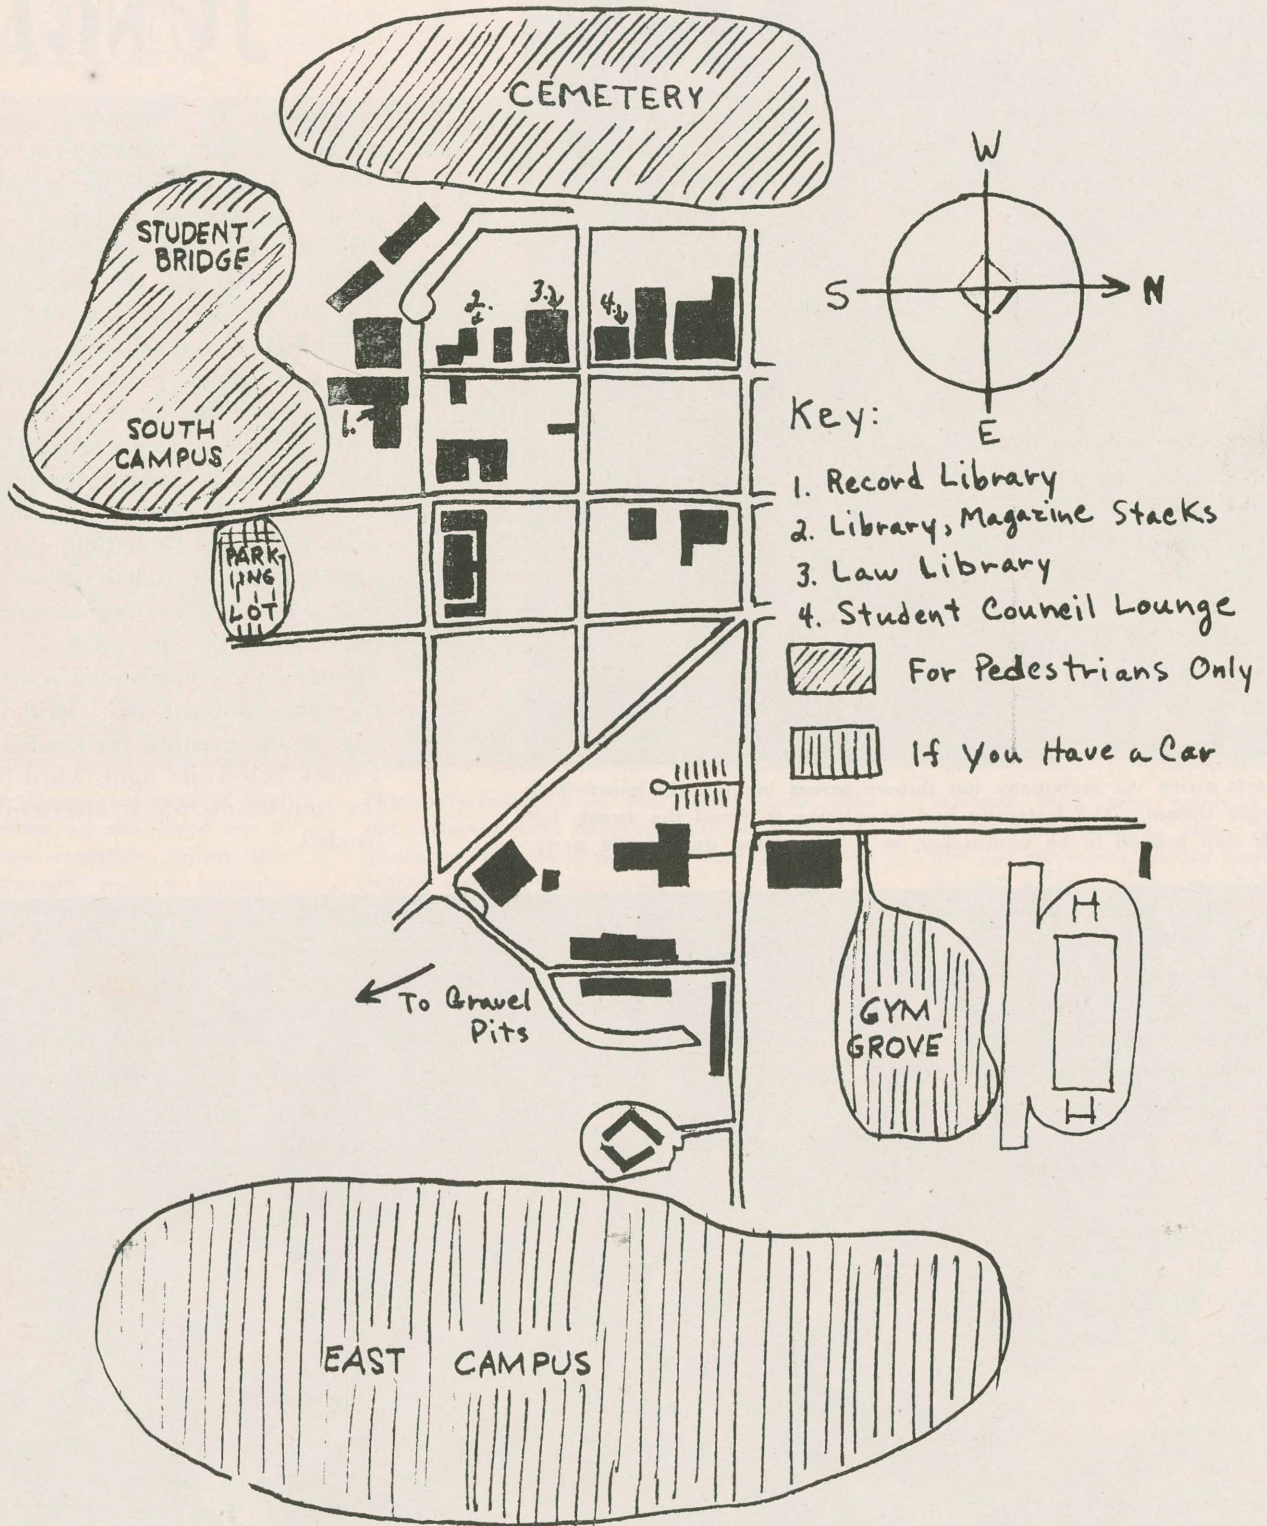 CEMETERY
W
STUDENT
BRIDGE
S
N
2.
3.
4.
Key:
1.
E
SOUTH
CAMPUS
1. Record Library
2. Library, Magazine Stacks
3. Law Library
4. Student Council Lounge
PARK-
ING
LOT
For Pedestrians Only
If You Have a Car
H
To Gravel
Pits
GYM
GROVE
H
EAST CAMPUS